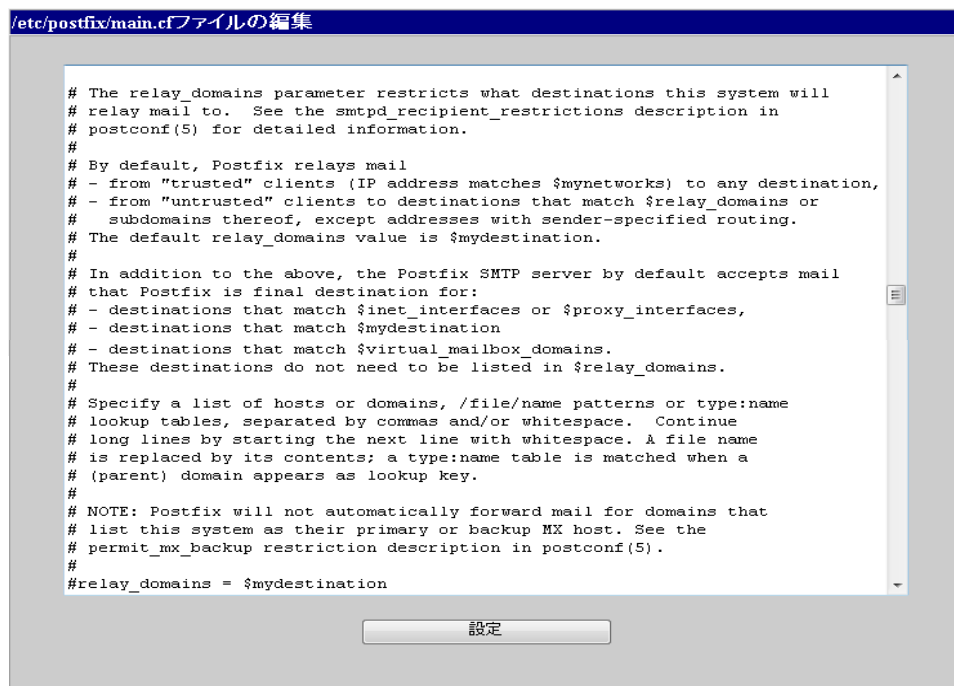 /etc/postfix/main.cfファイルの編集
# The relay_domains parameter restricts what destinations this system will
# relay mail to.  See the smtpd_recipient_restrictions description in
# postconf(5) for detailed information.
#
# By default, Postfix relays mail
# - from "trusted" clients (IP address matches $mynetworks) to any destination,
# - from "untrusted" clients to destinations that match $relay_domains or
#   subdomains thereof, except addresses with sender-specified routing.
# The default relay_domains value is $mydestination.
#
# In addition to the above, the Postfix SMTP server by default accepts mail
# that Postfix is final destination for:
# - destinations that match $inet_interfaces or $proxy_interfaces,
# - destinations that match $mydestination
# - destinations that match $virtual_mailbox_domains.
# These destinations do not need to be listed in $relay_domains.
#
# Specify a list of hosts or domains, /file/name patterns or type:name
# lookup tables, separated by commas and/or whitespace.  Continue
# long lines by starting the next line with whitespace. A file name
# is replaced by its contents; a type:name table is matched when a
# (parent) domain appears as lookup key.
#
# NOTE: Postfix will not automatically forward mail for domains that
# list this system as their primary or backup MX host. See the
# permit_mx_backup restriction description in postconf(5).
#
#relay_domains = $mydestination
設定